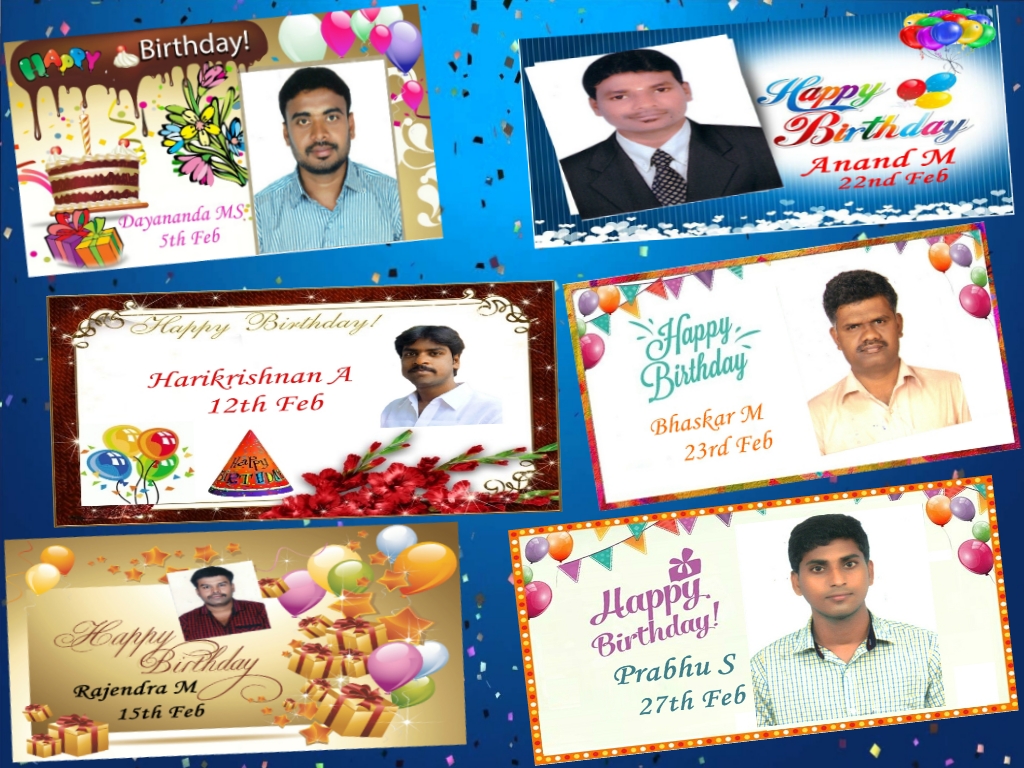 Happy Birthday!
Dayananda MS
5th Feb
Happy
Birthday
Anand M
22nd Feb
Happy Birthday!
Harikrishnan A
12th Feb
Happy
BIRTHDAY
Happy
Birthday
Bhaskar M
23rd Feb
Happy
Birthday
Rajendra M
15th Feb
Happy
Birthday!
Prabhu S
27th Feb